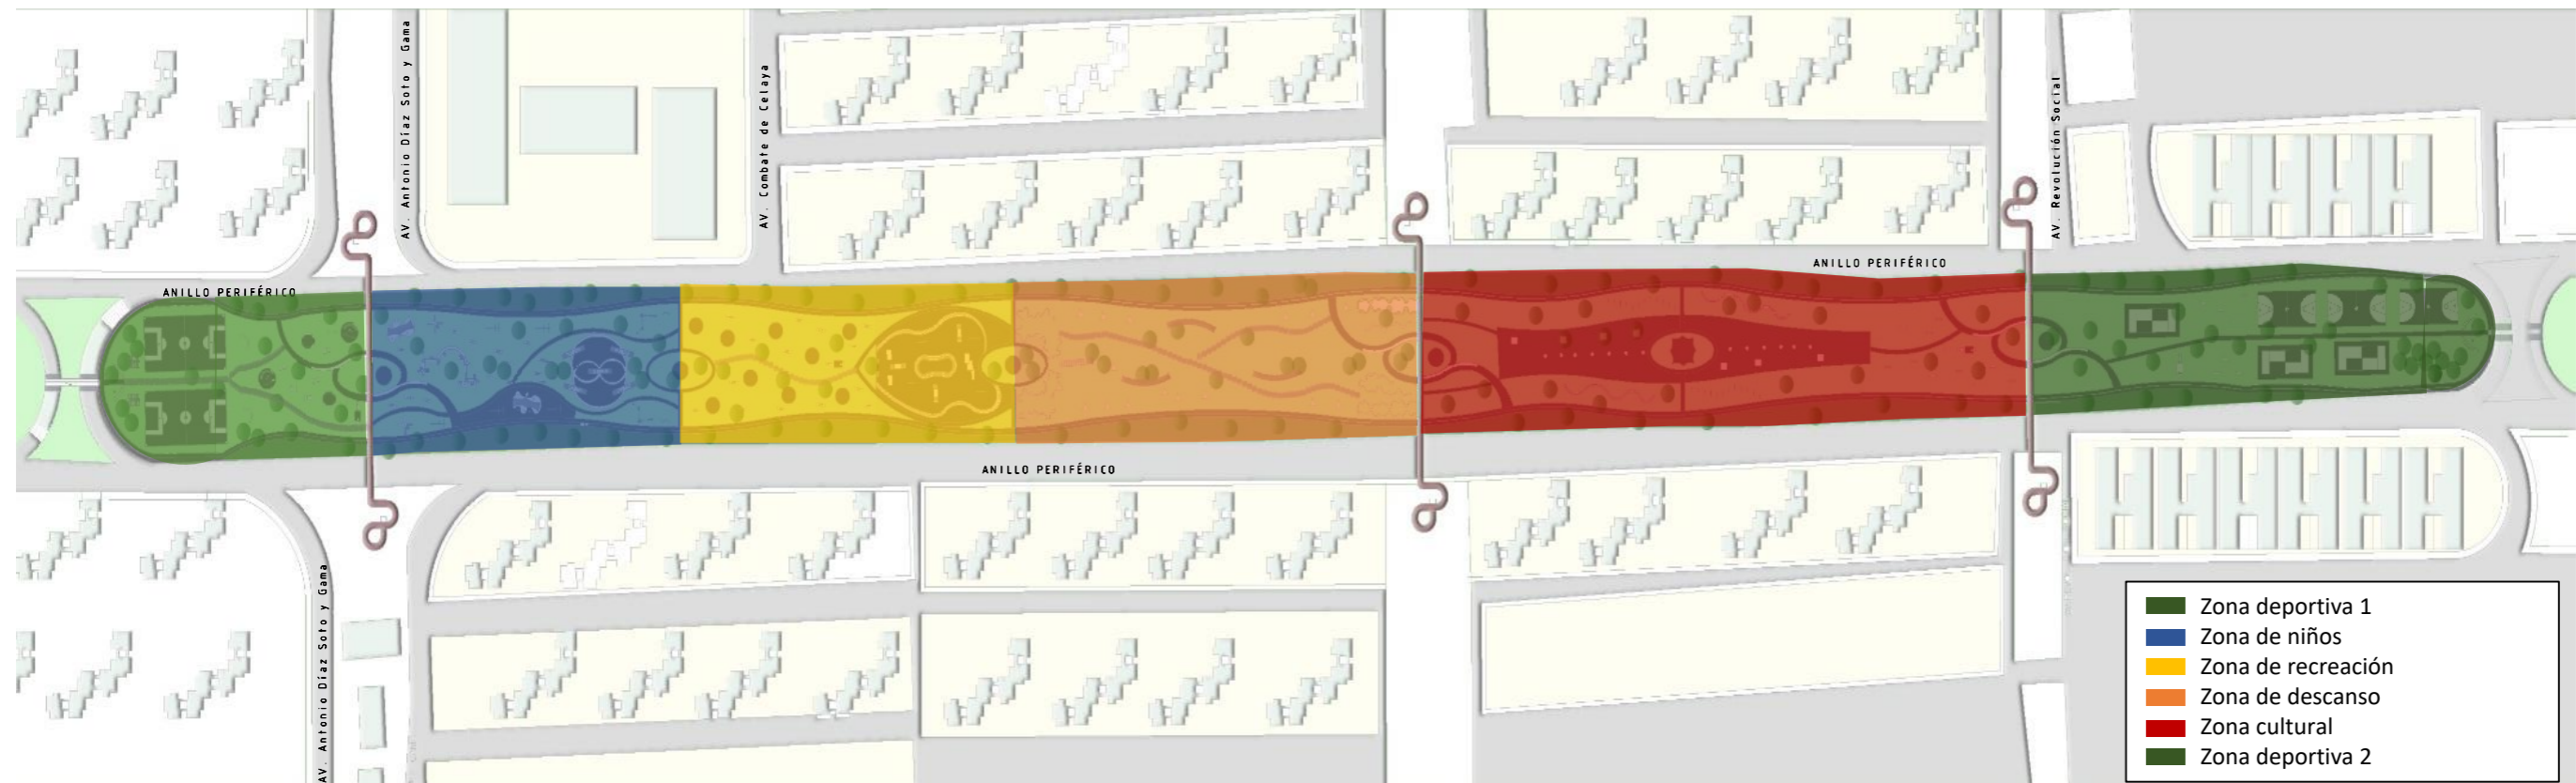 AV. Antonio Díaz Soto y Gama
AV. Combate de Celaya
AV. Revolución Social
ANILLO PERIFÉRICO
ANILLO PERIFÉRICO
ANILLO PERIFÉRICO
AV. Antonio Díaz Soto y Gama
Zona deportiva 1
Zona de niños
Zona de recreación
Zona de descanso
Zona cultural
Zona deportiva 2